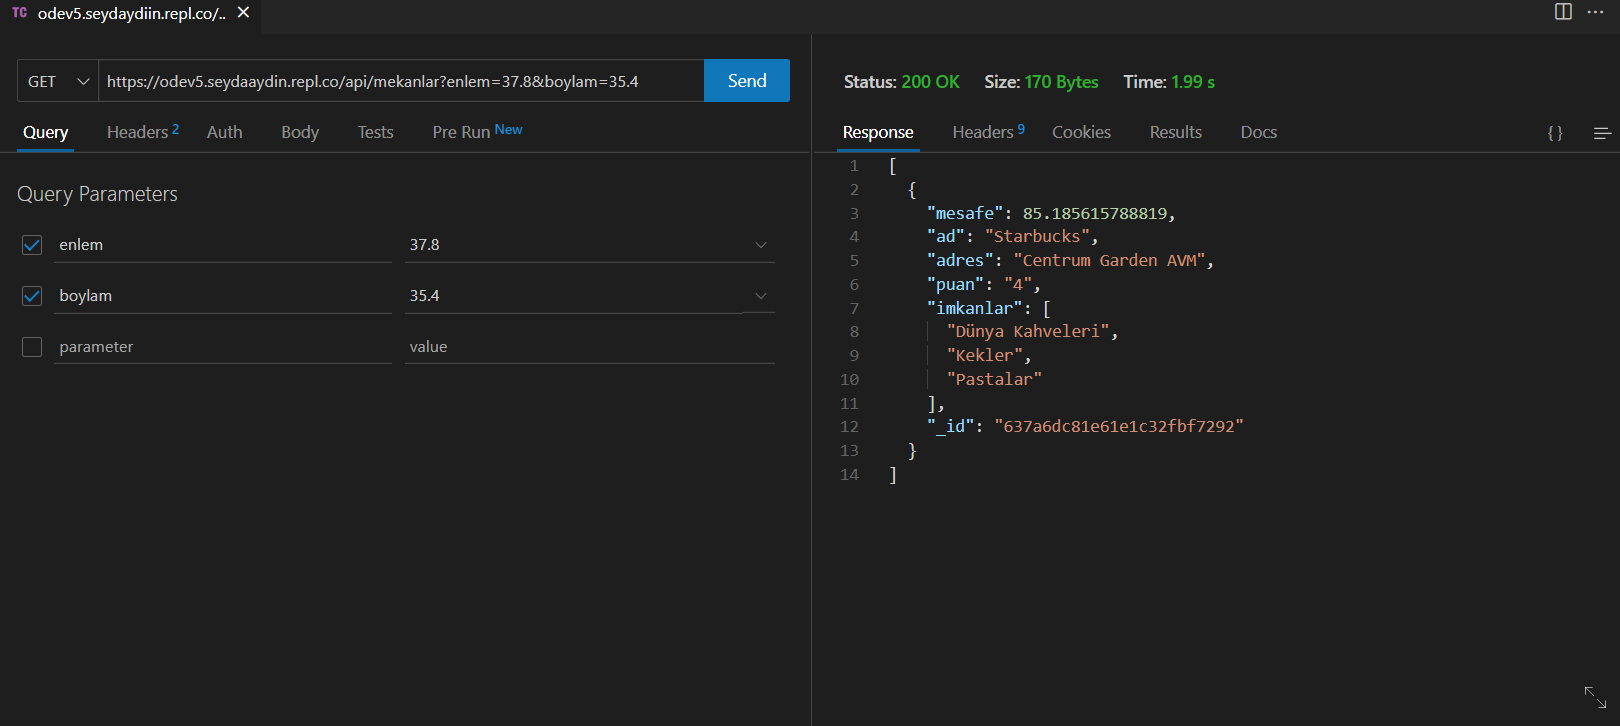 TC odev5.seydaydiin.repl.co/..
GET https://odev5.seydaaydin.repl.co/api/mekanlar?enlem=37.8&boylam=35.4 Send
Query Headers 2 Auth Body Tests Pre Run New
Query Parameters
enlem 37.8
boylam 35.4
parameter value
Status: 200 OK Size: 170 Bytes Time: 1.99 s
Response Headers 9 Cookies Results Docs { }
1 [
2 {
3 "mesafe": 85.185615788819,
4 "ad": "Starbucks",
5 "adres": "Centrum Garden AVM",
6 "puan": "4",
7 "imkanlar": [
8 "Dünya Kahveleri",
9 "Kekler",
10 "Pastalar"
11 ],
12 "_id": "637a6dc81e61e1c32fbf7292"
13 }
14 ]